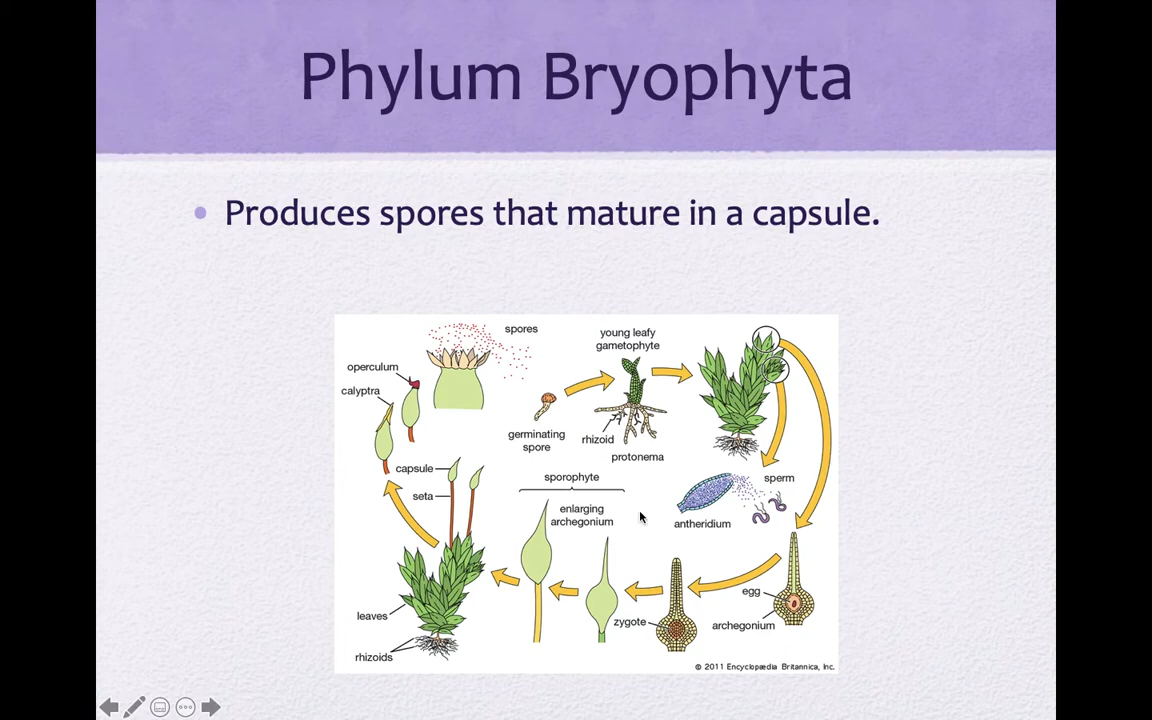 Phylum Bryophyta
• Produces spores that mature in a capsule.
spores
young leafy
gametophyte
operculum
calyptra
germinating
spore
rhizoid
protonema
capsule
seta
sporophyte
enlarging
archegonium
sperm
antheridium
egg
archegonium
zygote
leaves
rhizoids
© 2011 Encyclopædia Britannica, Inc.